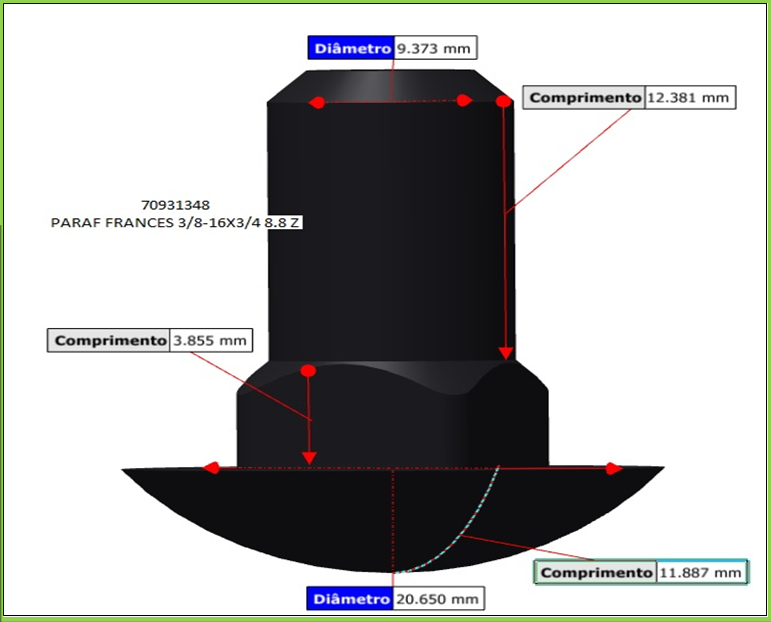 Diâmetro 9.373 mm
Comprimento 12.381 mm
70931348
PARAF FRANCES 3/8-16X3/4 8.8 Z
Comprimento 3.855 mm
Comprimento 11.887 mm
Diâmetro 20.650 mm